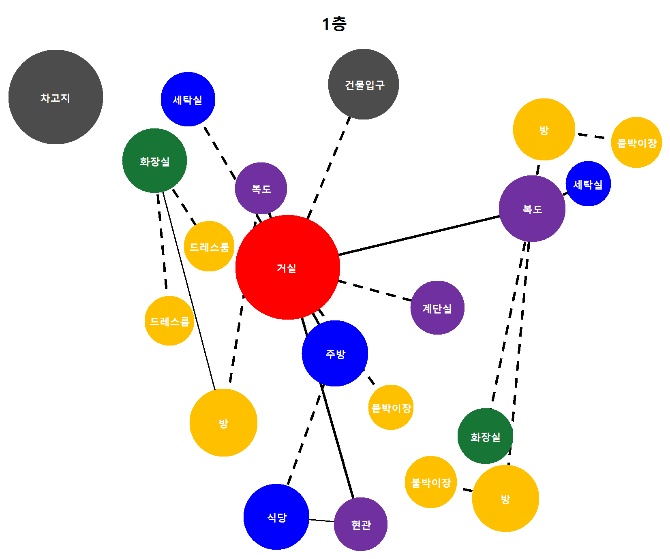 1층
차고지
세탁실
건물입구
화장실
복도
방
붙박이장
세탁실
복도
드레스룸
거실
드레스룸
계단실
주방
붙박이장
방
화장실
붙박이장
방
식당
현관